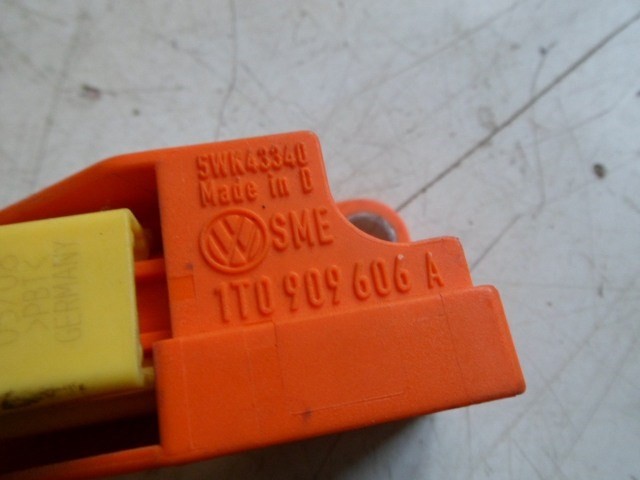 5WK43340
Made in D
SME
1T0 909 606 A
GERMANY